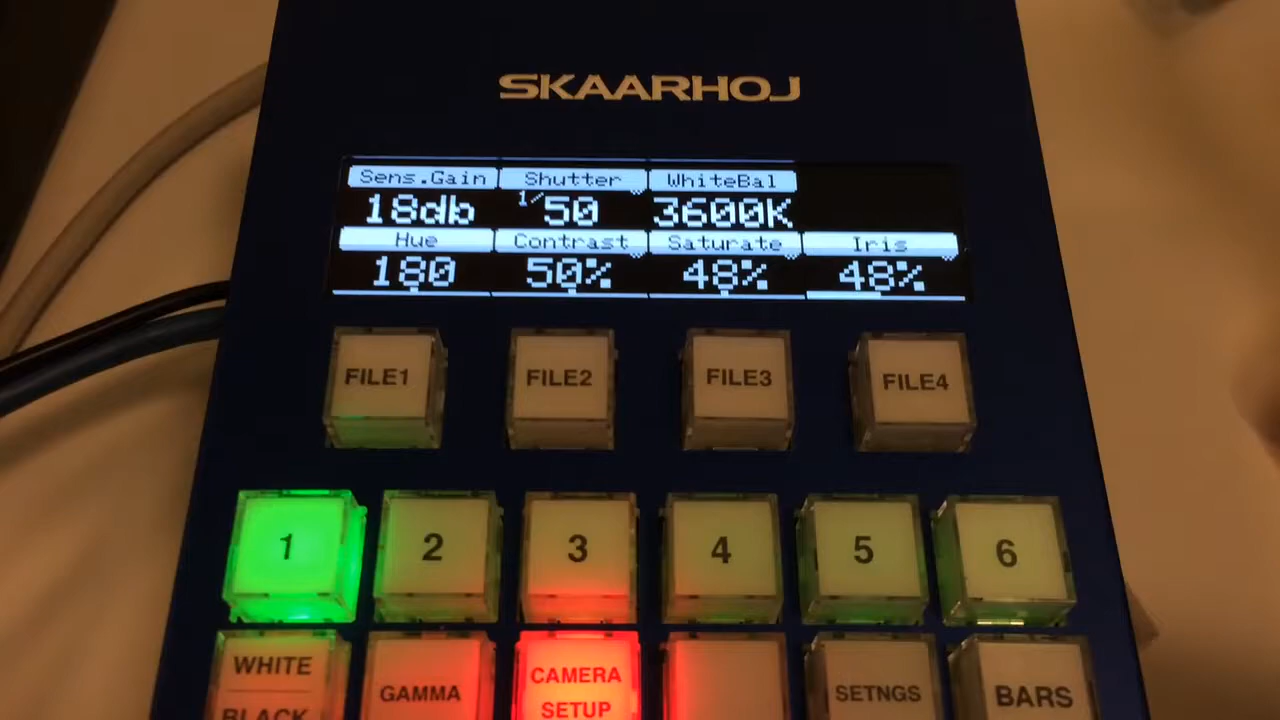 SKAARHOJ
Sens.Gain Shutter WhiteBal
18db 1/50 3600K
Hue Contrast Saturate Iris
180 50% 48% 48%
FILE1 FILE2 FILE3 FILE4
1 2 3 4 5 6
WHITE
BLACK
GAMMA
CAMERA
SETUP
SETNGS
BARS